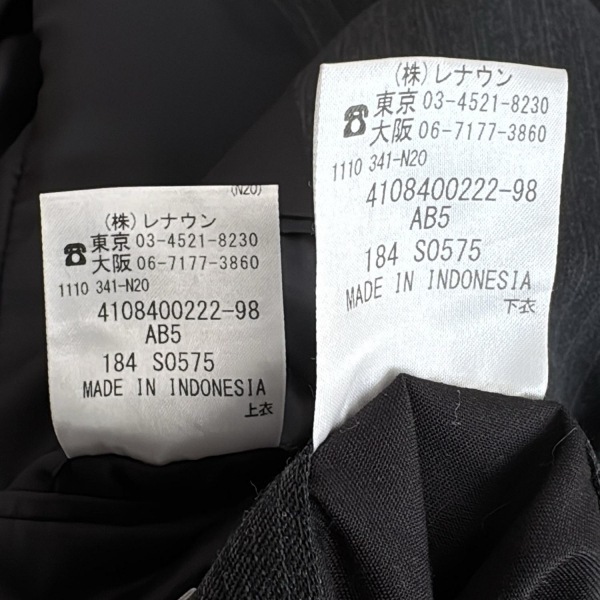 (N20)
(株)レナウン
☎東京 03-4521-8230
大阪 06-7177-3860
1110 341-N20
4108400222-98
AB5
184 S0575
MADE IN INDONESIA
上衣
(株)レナウン
☎東京 03-4521-8230
大阪 06-7177-3860
1110 341-N20
4108400222-98
AB5
184 S0575
MADE IN INDONESIA
下衣